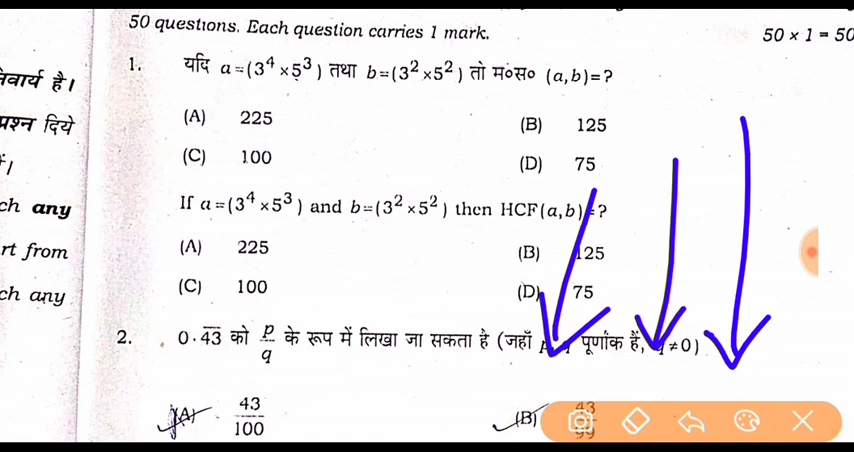 50 questions. Each question carries 1 mark.
50 × 1 = 50
1. यदि a=(3⁴×5³) तथा b=(3²×5²) तो म०स० (a,b)=?
(A) 225 (B) 125
(C) 100 (D) 75
If a=(3⁴×5³) and b=(3²×5²) then HCF(a,b)=?
(A) 225 (B) 125
(C) 100 (D) 75
2. 0·4̅3̅ को p/q के रूप में लिखा जा सकता है (जहाँ पूर्णांक हैं, q≠0)
(A) 43/100 (B) 43/99
है।
प्रश्न दिये
ch any
rt from
ch any